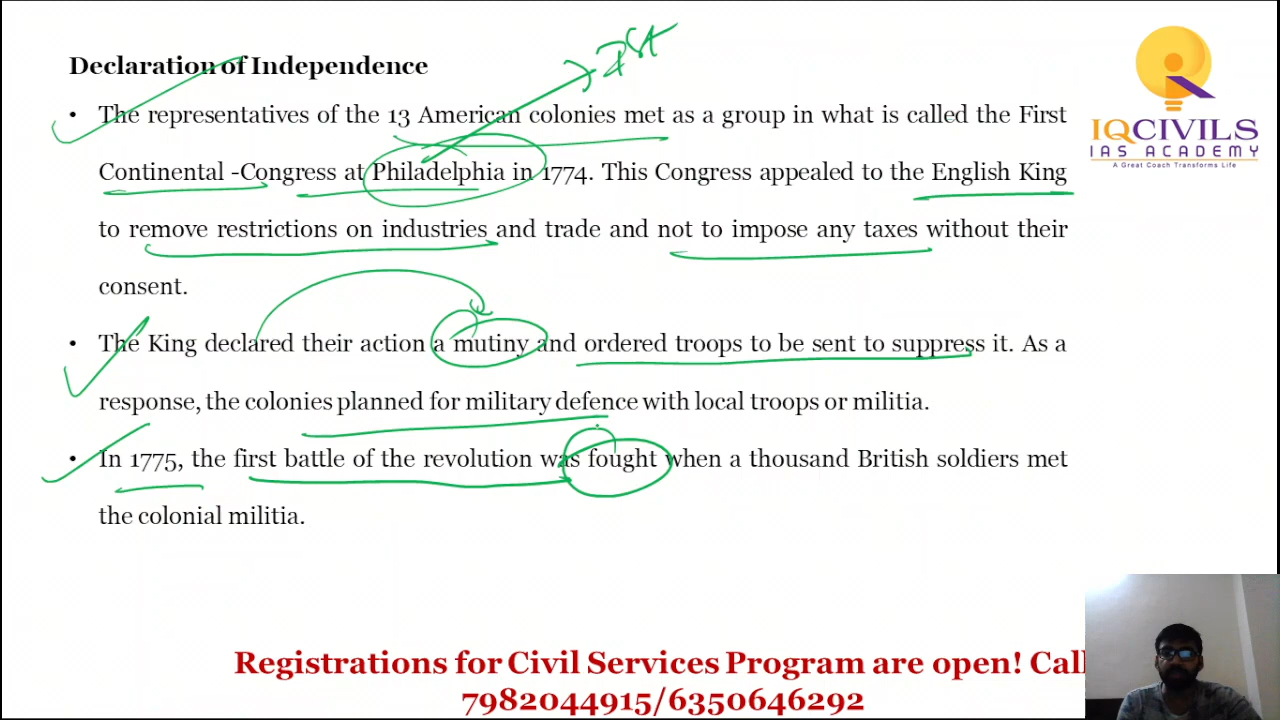 Declaration of Independence
1st
• The representatives of the 13 American colonies met as a group in what is called the First
Continental -Congress at Philadelphia in 1774. This Congress appealed to the English King
to remove restrictions on industries and trade and not to impose any taxes without their
consent.
• The King declared their action a mutiny and ordered troops to be sent to suppress it. As a
response, the colonies planned for military defence with local troops or militia.
• In 1775, the first battle of the revolution was fought when a thousand British soldiers met
the colonial militia.
IQCIVILS
IAS ACADEMY
A Great Coach Transforms Life
Registrations for Civil Services Program are open! Call
7982044915/6350646292